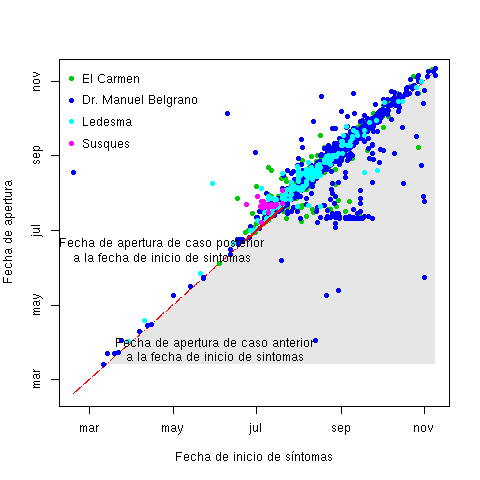 El Carmen
Dr. Manuel Belgrano
Ledesma
Susques
Fecha de apertura de caso posterior
a la fecha de inicio de sintomas
Fecha de apertura de caso anterior
a la fecha de inicio de sintomas
nov
sep
jul
may
mar
Fecha de apertura
mar may jul sep nov
Fecha de inicio de síntomas